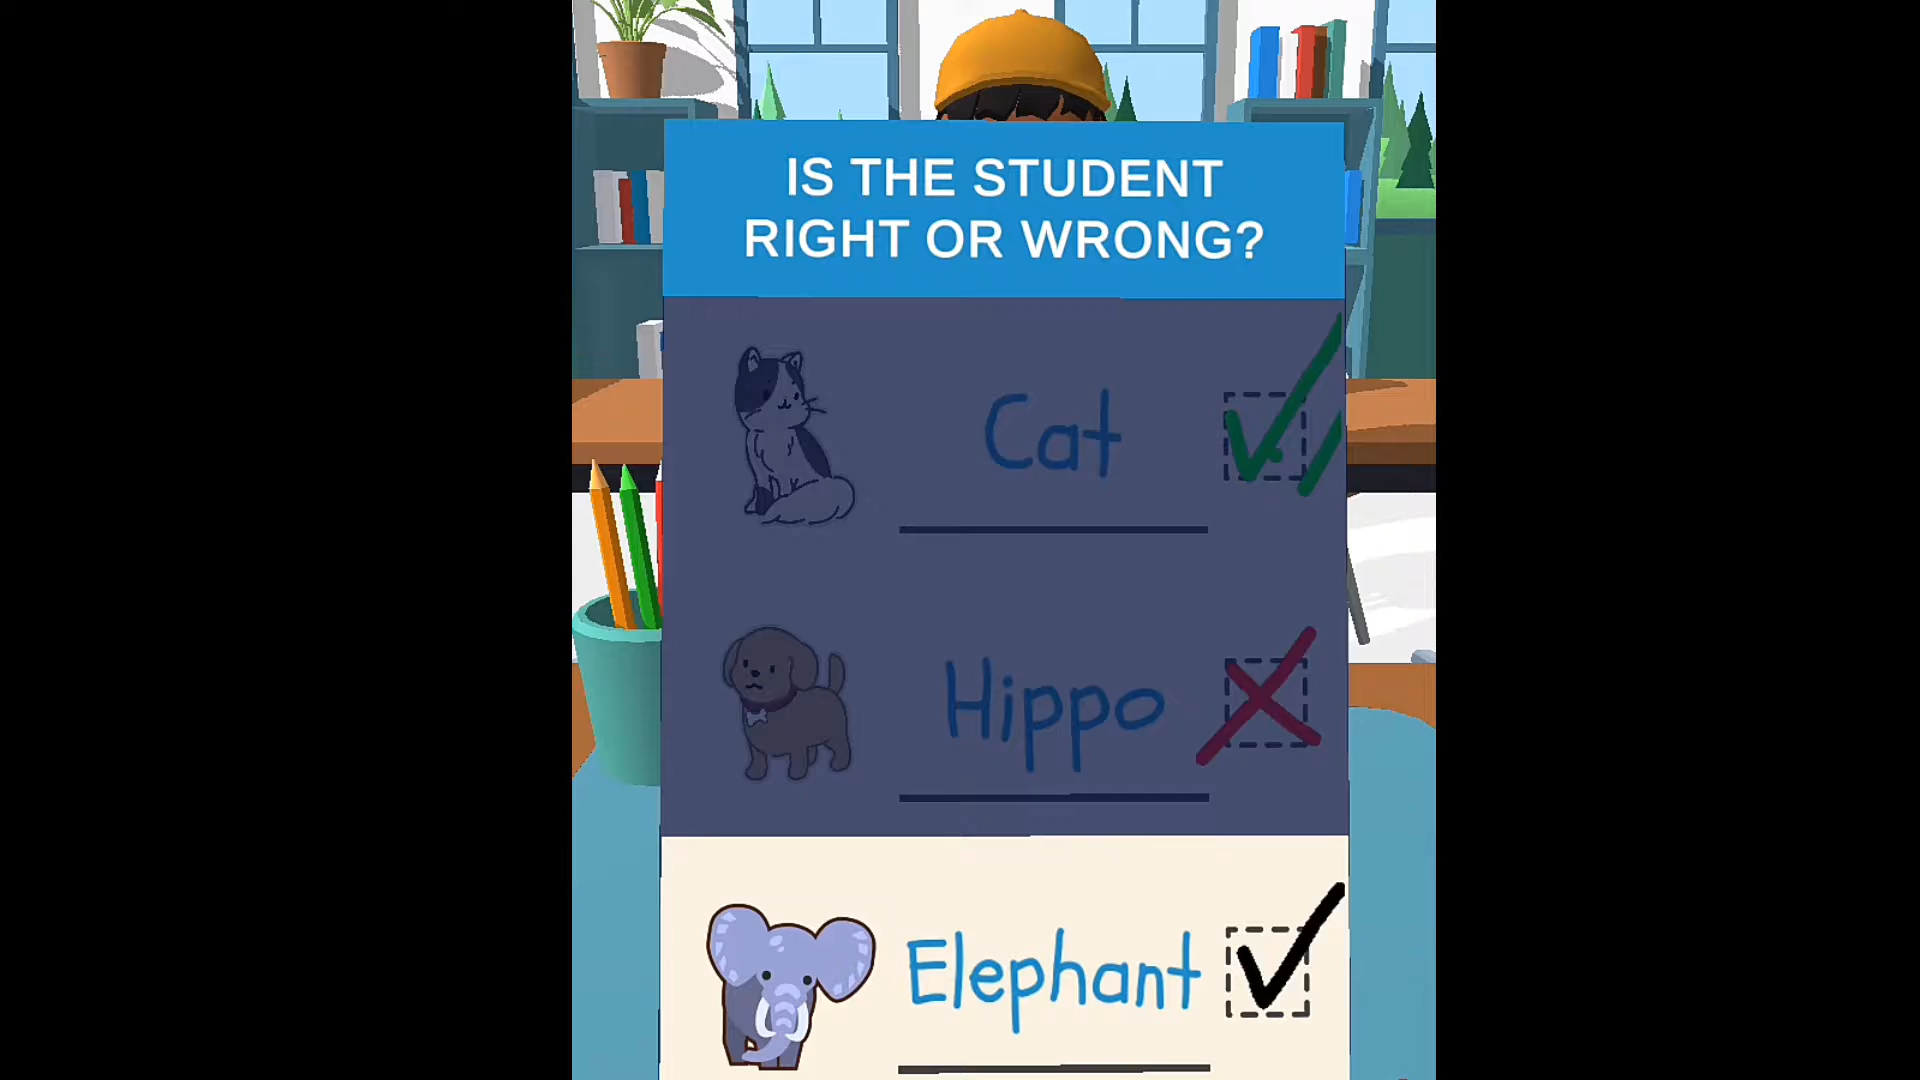 IS THE STUDENT
RIGHT OR WRONG?
Cat
Hippo
Elephant